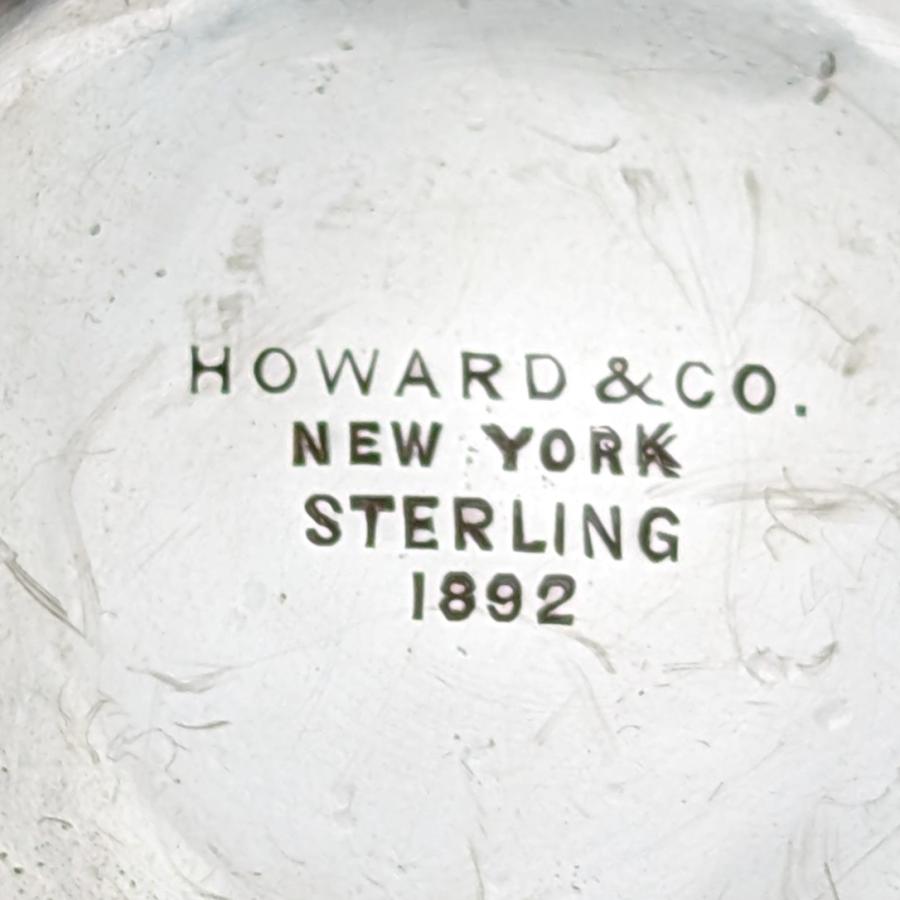 HOWARD & CO.
NEW YORK
STERLING
1892